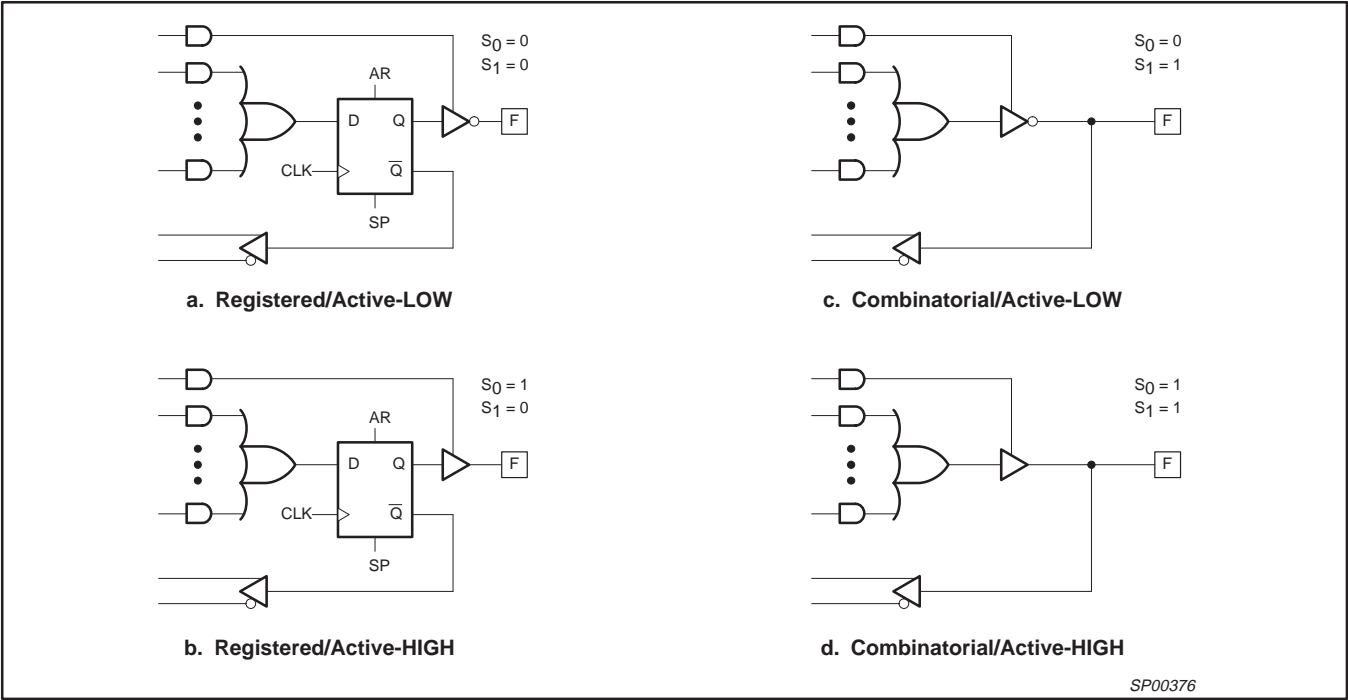 S0 = 0
S1 = 0
AR
D Q
F
CLK
Q̅
SP
a. Registered/Active-LOW
S0 = 0
S1 = 1
F
c. Combinatorial/Active-LOW
S0 = 1
S1 = 0
AR
D Q
F
CLK
Q̅
SP
b. Registered/Active-HIGH
S0 = 1
S1 = 1
F
d. Combinatorial/Active-HIGH
SP00376